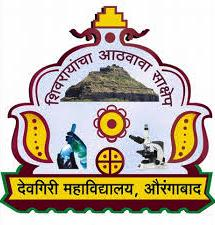 शिवरायांचा आठवावा साक्षेप
देवगिरी महाविद्यालय, औरंगाबाद